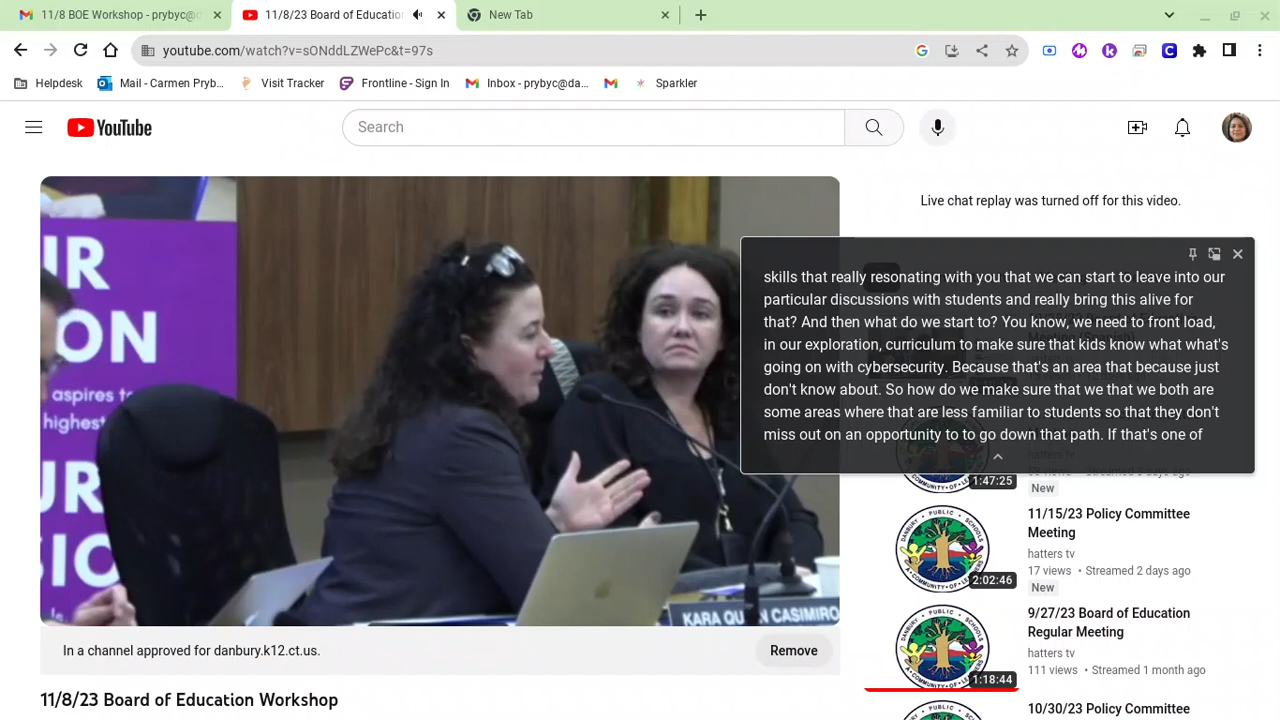 11/8 BOE Workshop - prybyc@d
11/8/23 Board of Education
New Tab
youtube.com/watch?v=sONddLZWePc&t=97s
Helpdesk
Mail - Carmen Pryb...
Visit Tracker
Frontline - Sign In
Inbox - prybyc@da...
Sparkler
YouTube
Search
Live chat replay was turned off for this video.
UR
ON
aspires to
highest
UR
SIO
KARA QU N CASIMIRO
skills that really resonating with you that we can start to leave into our
particular discussions with students and really bring this alive for
that? And then what do we start to? You know, we need to front load,
in our exploration, curriculum to make sure that kids know what what's
going on with cybersecurity. Because that's an area that because just
don't know about. So how do we make sure that we that we both are
some areas where that are less familiar to students so that they don't
miss out on an opportunity to to go down that path. If that's one of
1:47:25
New
11/15/23 Policy Committee
Meeting
hatters tv
17 views • Streamed 2 days ago
New
2:02:46
9/27/23 Board of Education
Regular Meeting
hatters tv
111 views • Streamed 1 month ago
1:18:44
10/30/23 Policy Committee
In a channel approved for danbury.k12.ct.us.
Remove
11/8/23 Board of Education Workshop